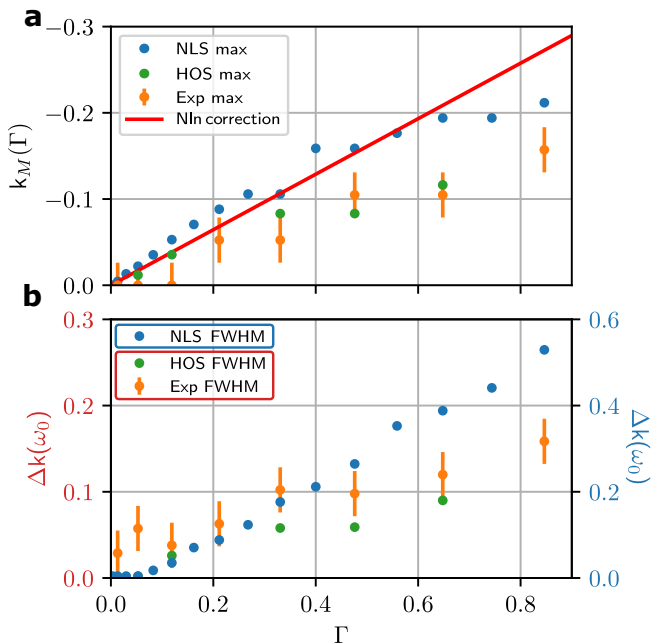 a
−0.3
−0.2
−0.1
0.0
k_M(Γ)
NLS max
HOS max
Exp max
Nln correction
b
0.3
0.2
0.1
0.0
Δk(ω₀)
NLS FWHM
HOS FWHM
Exp FWHM
0.6
0.4
0.2
0.0
Δk(ω₀)
0.0
0.2
0.4
0.6
0.8
Γ